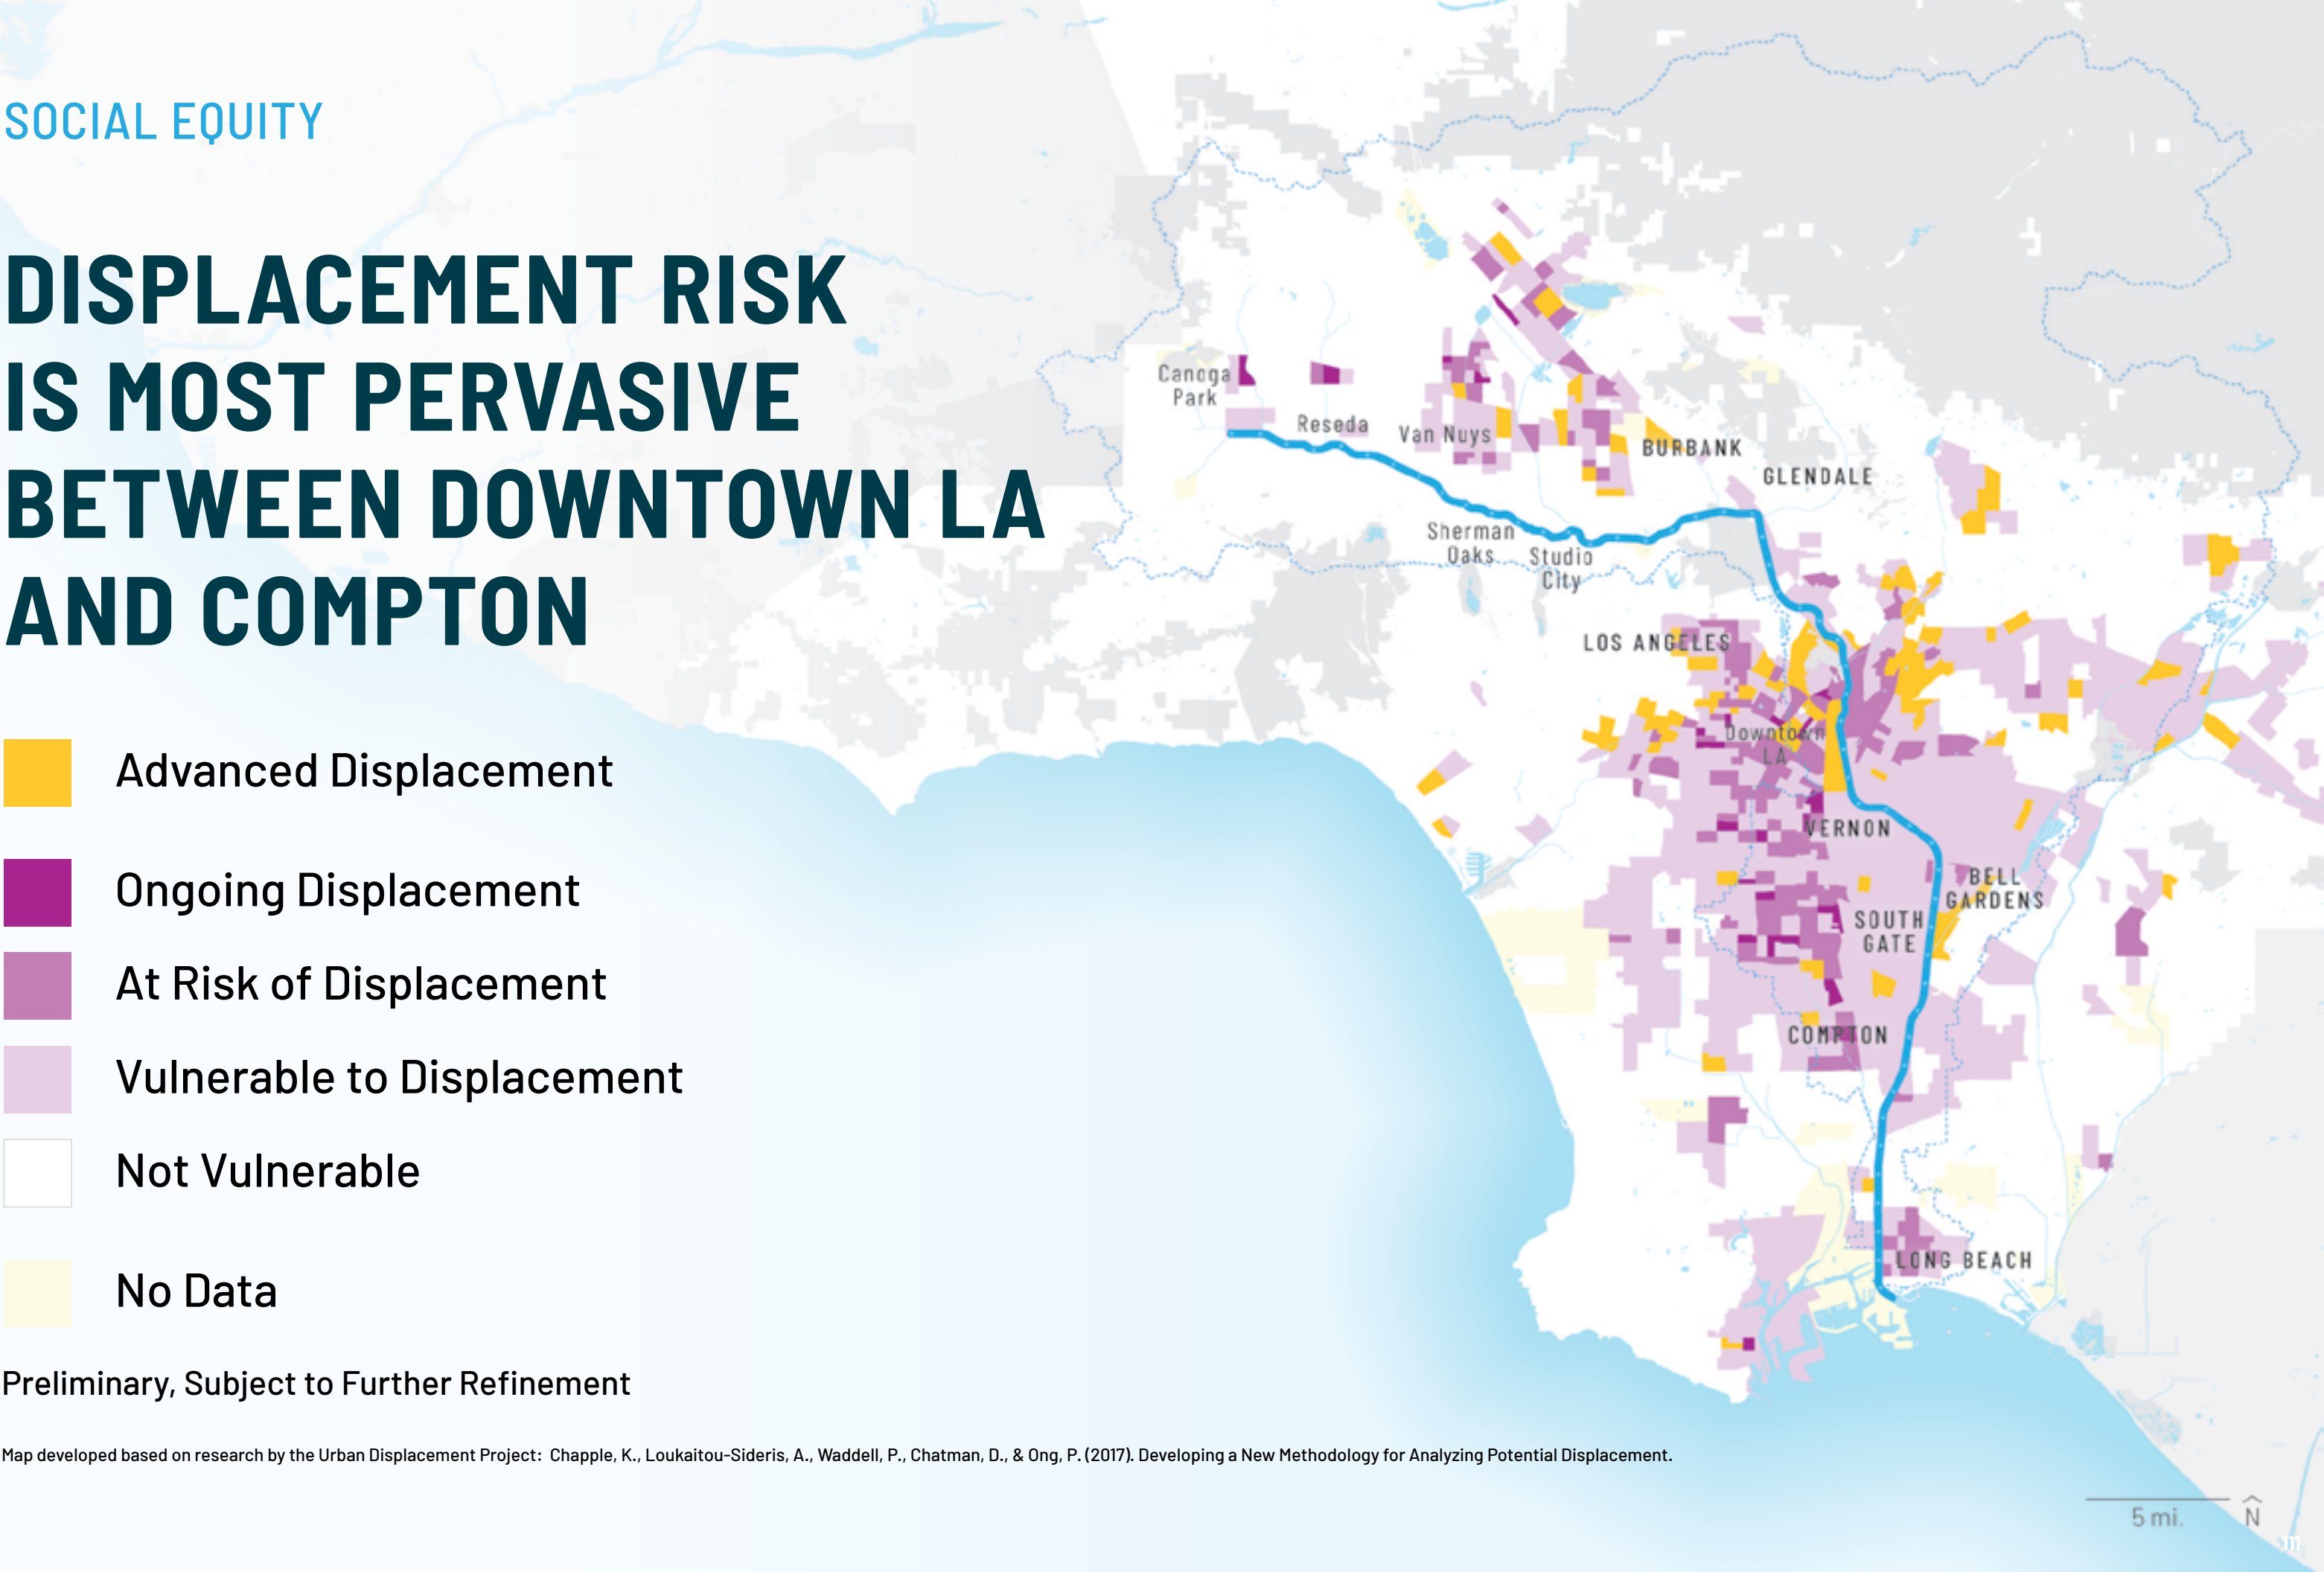 SOCIAL EQUITY
DISPLACEMENT RISK
IS MOST PERVASIVE
BETWEEN DOWNTOWN LA
AND COMPTON
Advanced Displacement
Ongoing Displacement
At Risk of Displacement
Vulnerable to Displacement
Not Vulnerable
No Data
Preliminary, Subject to Further Refinement
Map developed based on research by the Urban Displacement Project: Chapple, K., Loukaitou-Sideris, A., Waddell, P., Chatman, D., & Ong, P. (2017). Developing a New Methodology for Analyzing Potential Displacement.
Canoga
Park
Reseda
Van Nuys
BURBANK
GLENDALE
Sherman
Oaks
Studio
City
LOS ANGELES
Downtown
LA
VERNON
BELL
GARDENS
SOUTH
GATE
COMPTON
LONG BEACH
5 mi.
N